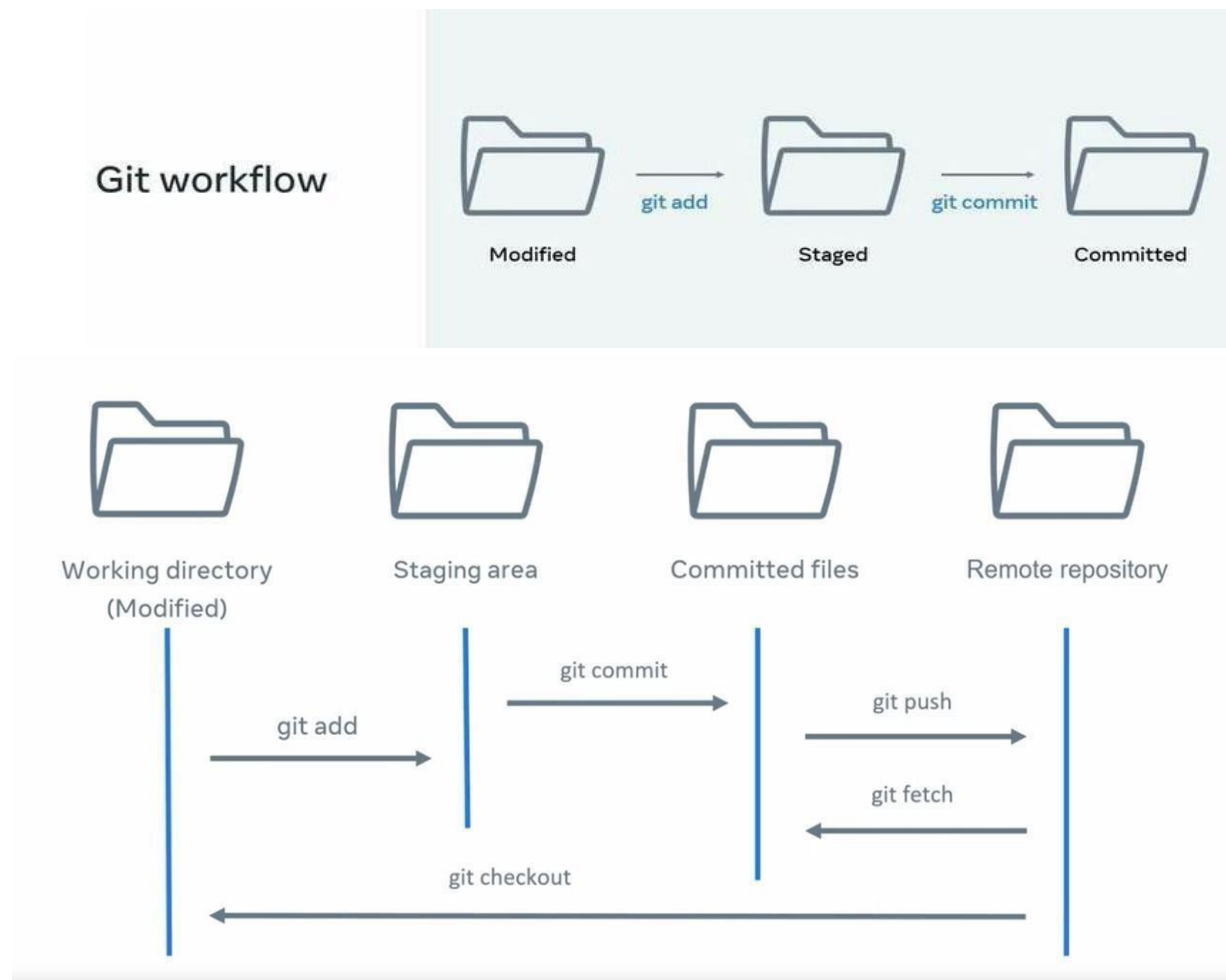 Git workflow
git add
git commit
Modified
Staged
Committed
Working directory
(Modified)
Staging area
Committed files
Remote repository
git commit
git push
git add
git fetch
git checkout